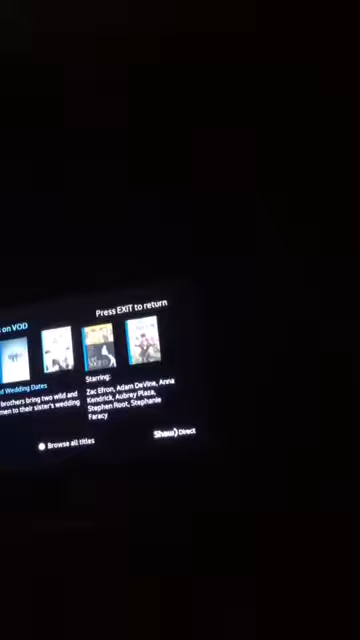 Press EXIT to return
on VOD
d Wedding Dates
brothers bring two wild and
men to their sister's wedding
Starring:
Zac Efron, Adam DeVine, Anna
Kendrick, Aubrey Plaza,
Stephen Root, Stephanie
Faracy
Browse all titles
Shaw) Direct